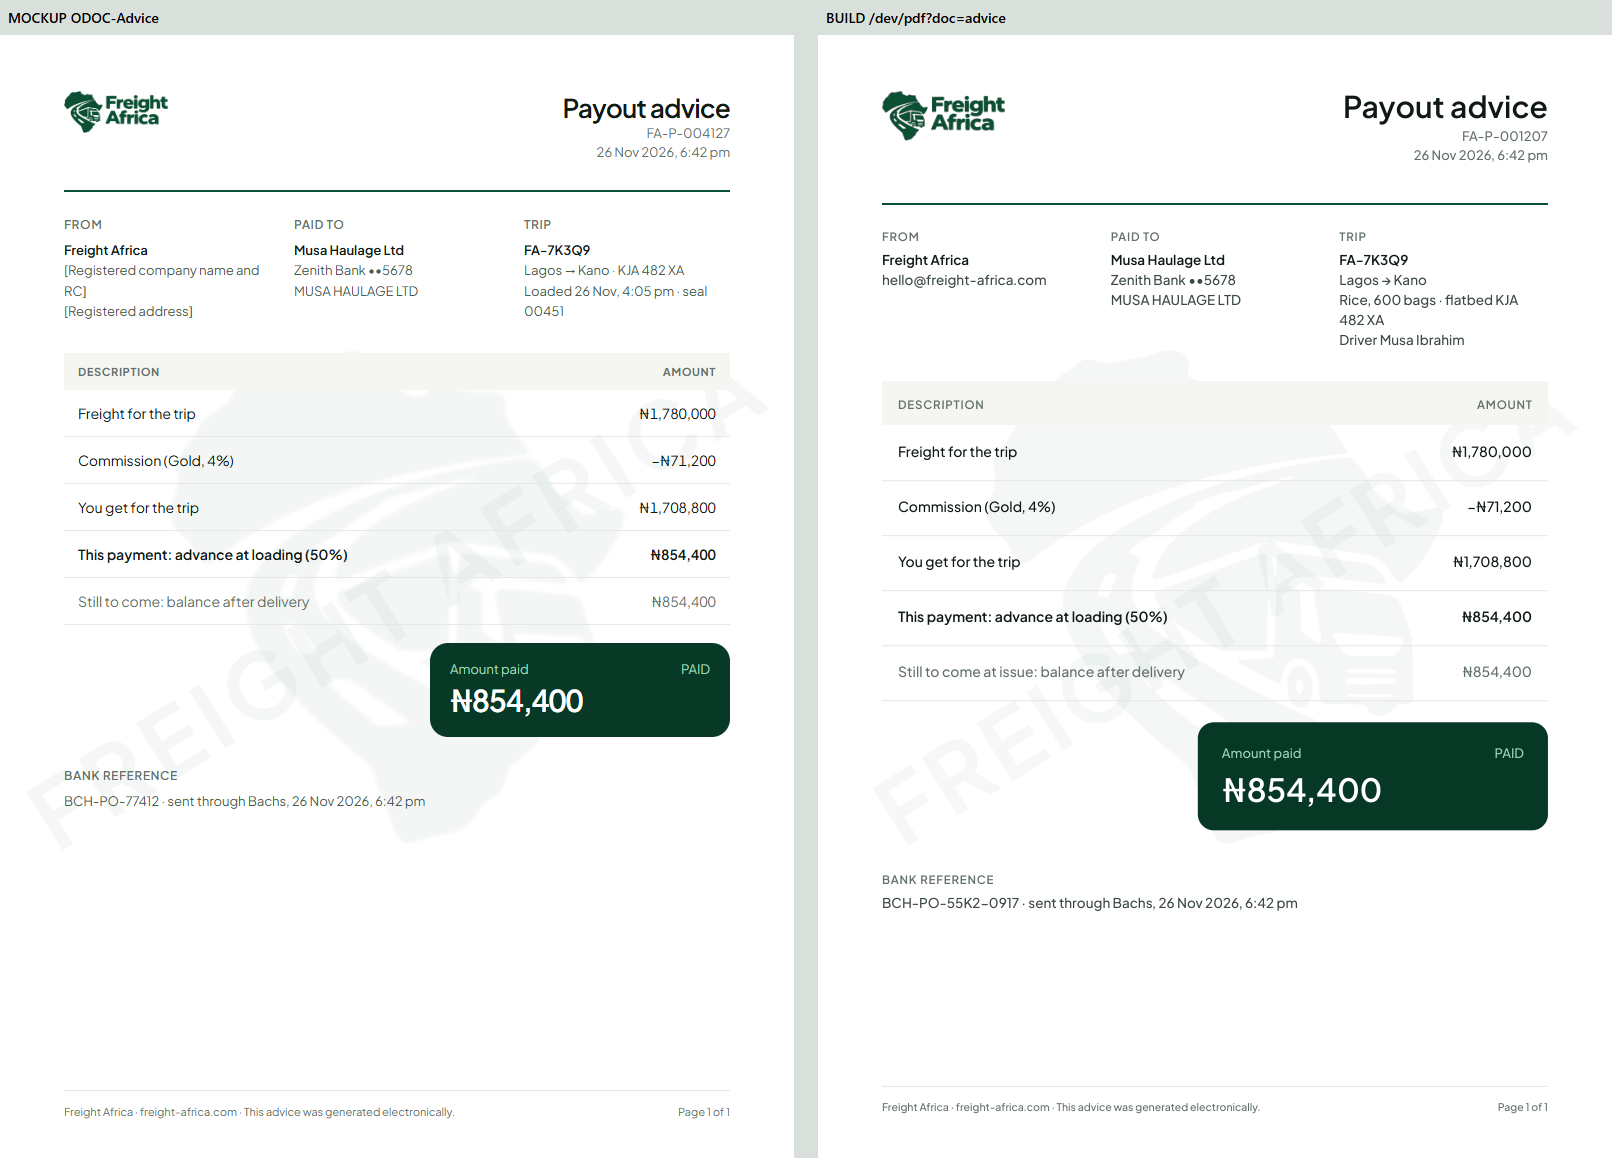 MOCKUP ODOC-Advice
Freight
Africa
Payout advice
FA-P-004127
26 Nov 2026, 6:42 pm
FROM
Freight Africa
[Registered company name and
RC]
[Registered address]
PAID TO
Musa Haulage Ltd
Zenith Bank ••5678
MUSA HAULAGE LTD
TRIP
FA-7K3Q9
Lagos → Kano · KJA 482 XA
Loaded 26 Nov, 4:05 pm · seal
00451
DESCRIPTION AMOUNT
Freight for the trip ₦1,780,000
Commission (Gold, 4%) −₦71,200
You get for the trip ₦1,708,800
This payment: advance at loading (50%) ₦854,400
Still to come: balance after delivery ₦854,400
FREIGHT AFRICA
Amount paid PAID
₦854,400
BANK REFERENCE
BCH-PO-77412 · sent through Bachs, 26 Nov 2026, 6:42 pm
Freight Africa · freight-africa.com · This advice was generated electronically. Page 1 of 1
BUILD /dev/pdf?doc=advice
Freight
Africa
Payout advice
FA-P-001207
26 Nov 2026, 6:42 pm
FROM
Freight Africa
hello@freight-africa.com
PAID TO
Musa Haulage Ltd
Zenith Bank ••5678
MUSA HAULAGE LTD
TRIP
FA-7K3Q9
Lagos → Kano
Rice, 600 bags · flatbed KJA
482 XA
Driver Musa Ibrahim
DESCRIPTION AMOUNT
Freight for the trip ₦1,780,000
Commission (Gold, 4%) −₦71,200
You get for the trip ₦1,708,800
This payment: advance at loading (50%) ₦854,400
Still to come at issue: balance after delivery ₦854,400
FREIGHT AFRICA
Amount paid PAID
₦854,400
BANK REFERENCE
BCH-PO-55K2-0917 · sent through Bachs, 26 Nov 2026, 6:42 pm
Freight Africa · freight-africa.com · This advice was generated electronically. Page 1 of 1